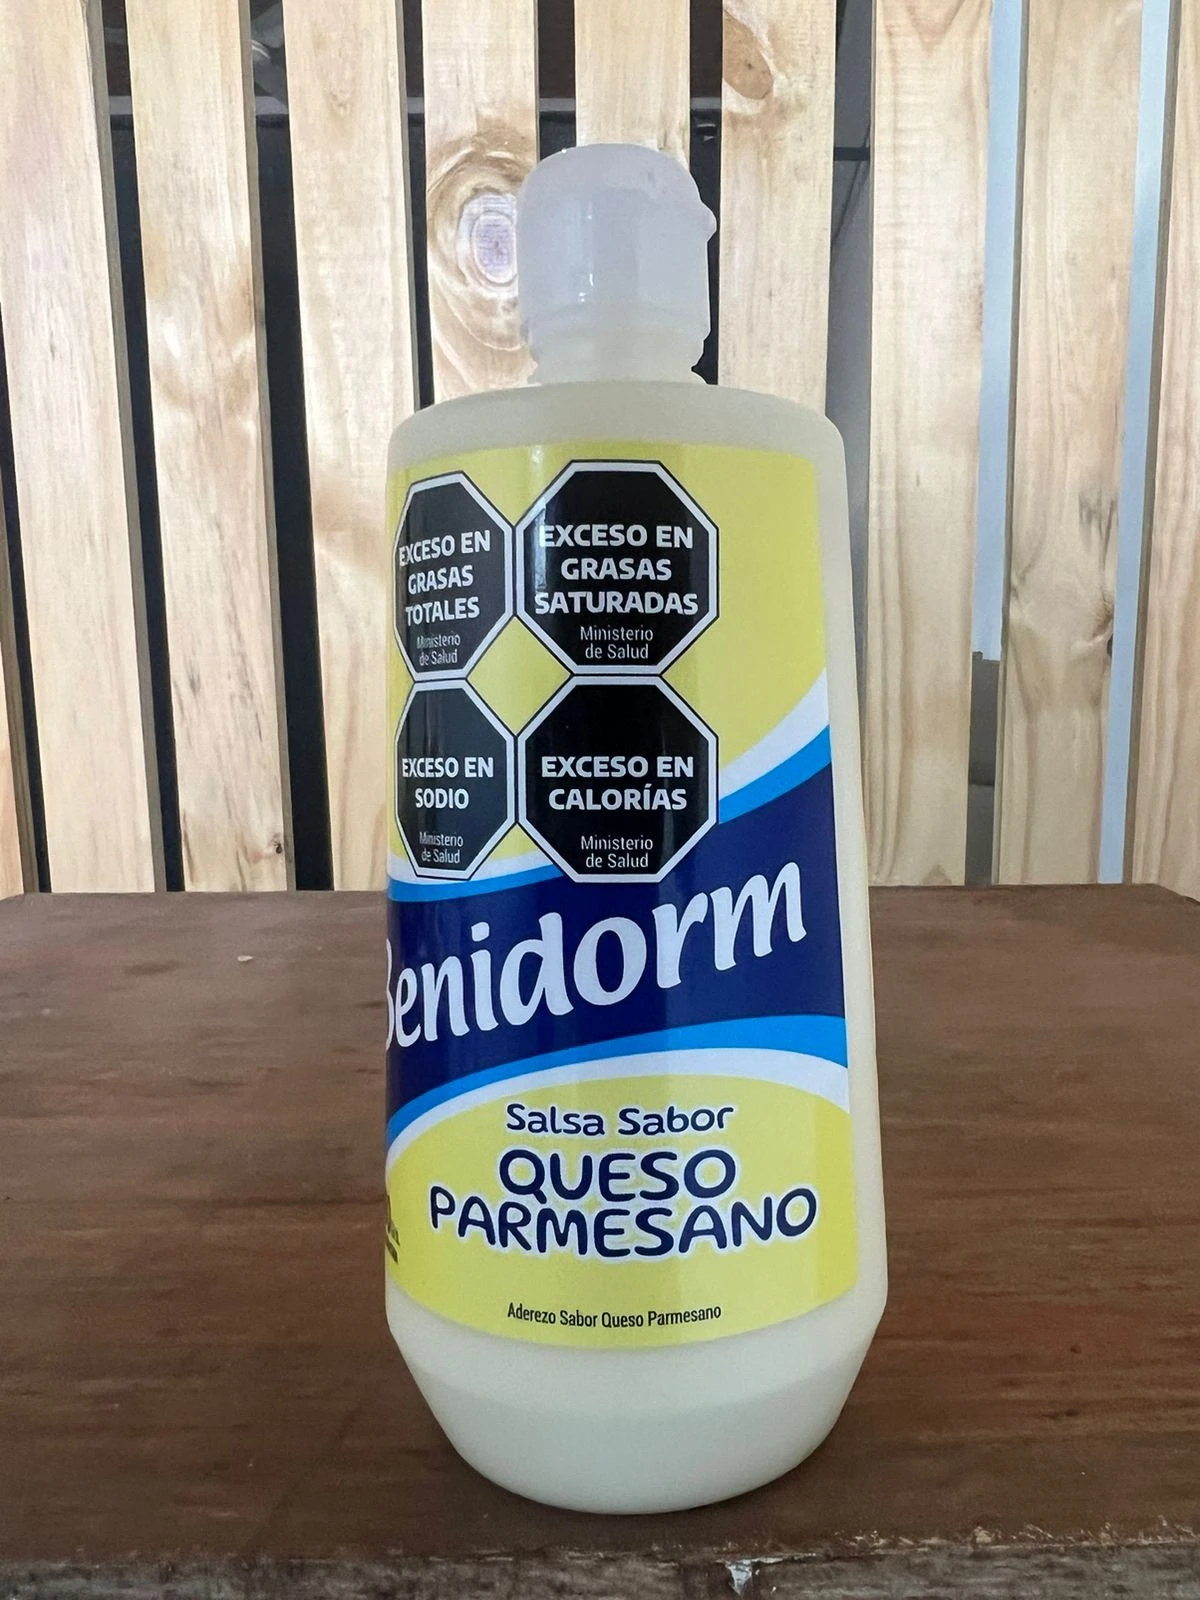 EXCESO EN
GRASAS
TOTALES
Ministerio
de Salud
EXCESO EN
GRASAS
SATURADAS
Ministerio
de Salud
EXCESO EN
SODIO
Ministerio
de Salud
EXCESO EN
CALORÍAS
Ministerio
de Salud
Benidorm
Salsa Sabor
QUESO
PARMESANO
Aderezo Sabor Queso Parmesano